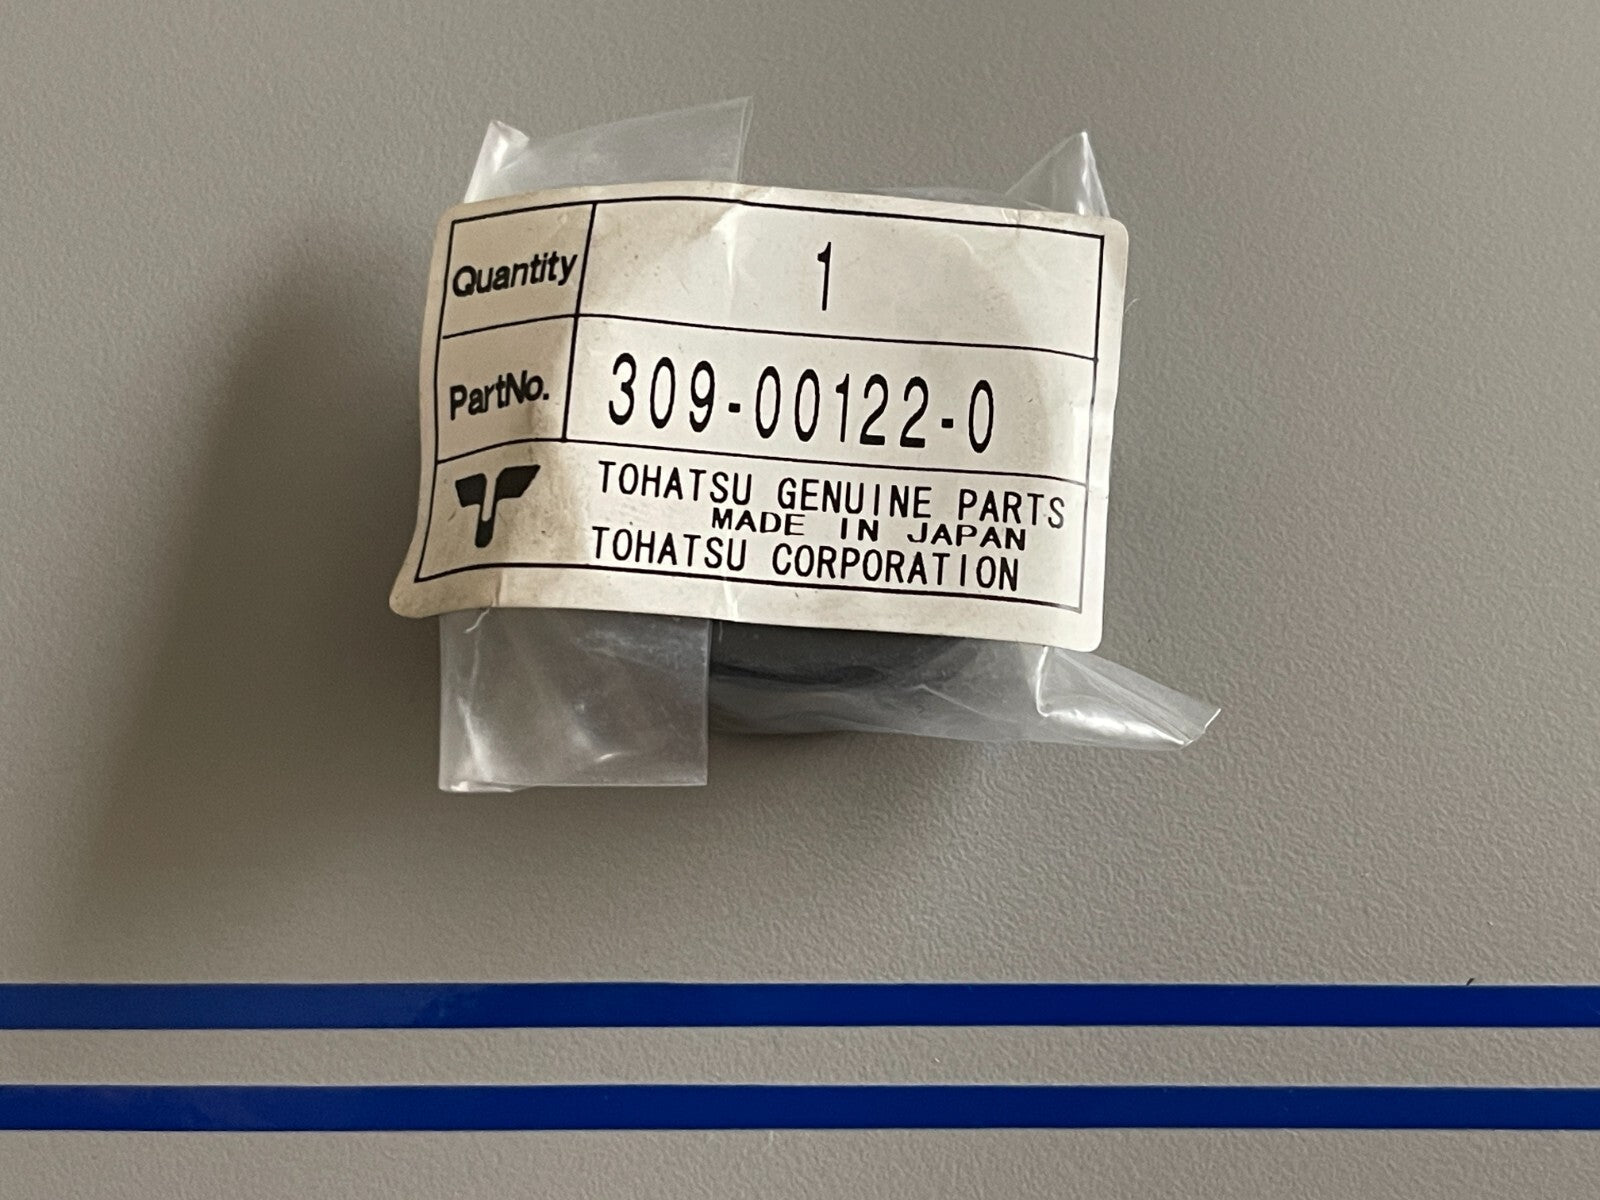 Quantity 1
PartNo. 309-00122-0
TOHATSU GENUINE PARTS
MADE IN JAPAN
TOHATSU CORPORATION